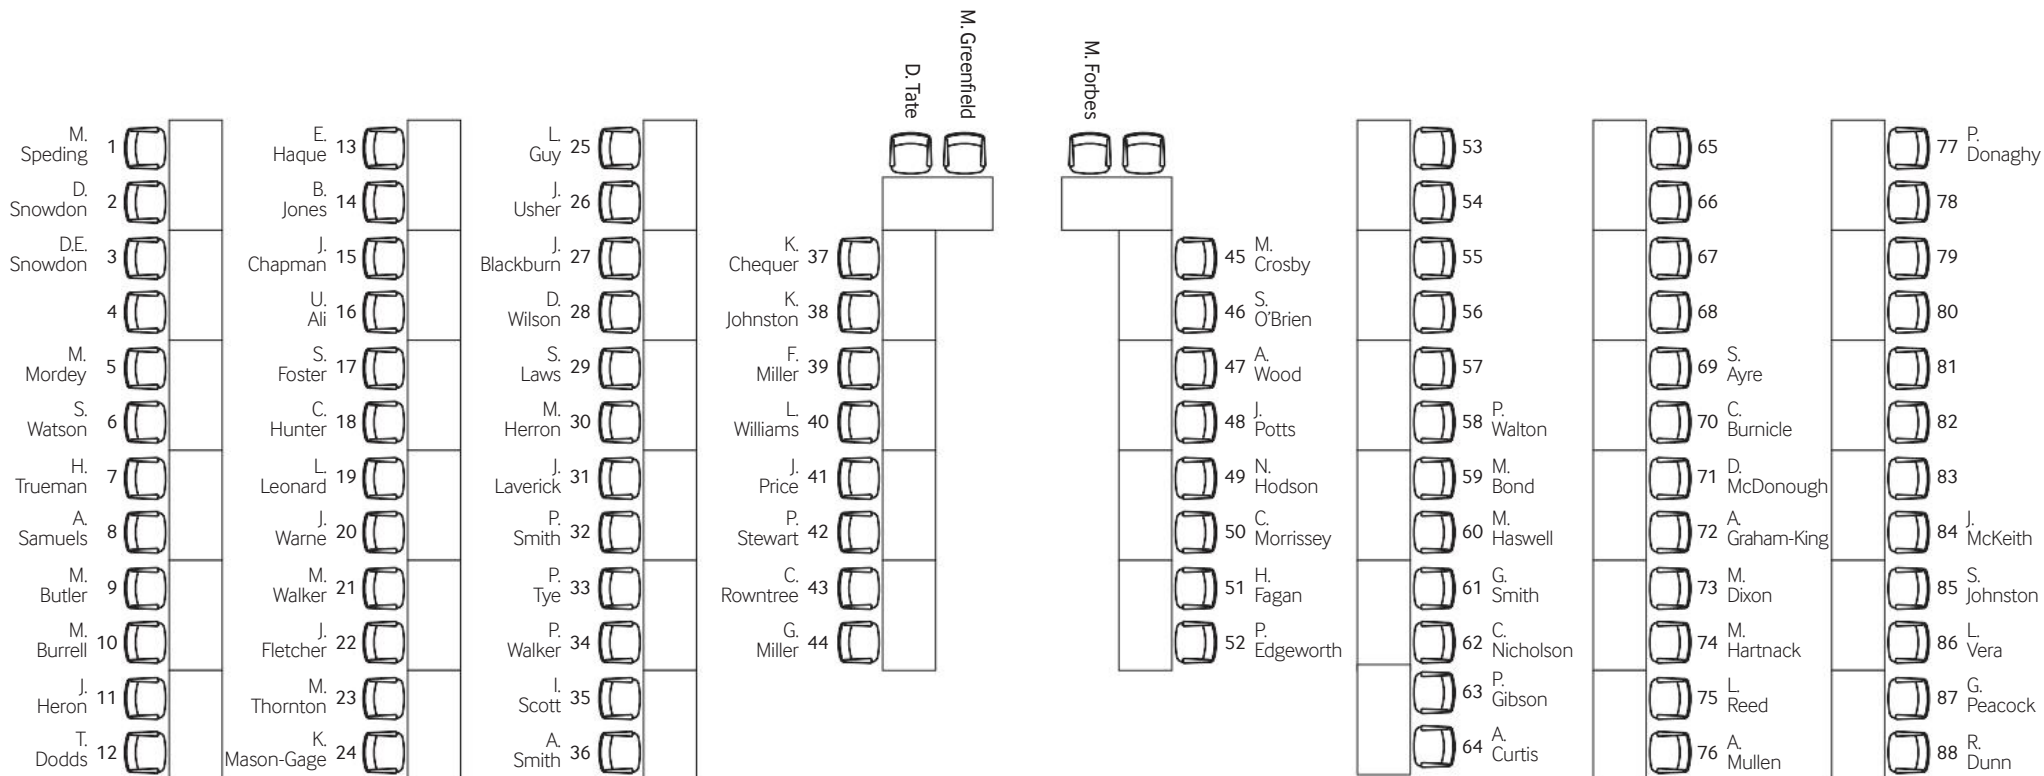 M. Greenfield
D. Tate
M. Forbes
M.
Speding 1
D.
Snowdon 2
D.E.
Snowdon 3
4
M.
Mordey 5
S.
Watson 6
H.
Trueman 7
A.
Samuels 8
M.
Butler 9
M.
Burrell 10
J.
Heron 11
T.
Dodds 12
E.
Haque 13
B.
Jones 14
J.
Chapman 15
U.
Ali 16
S.
Foster 17
C.
Hunter 18
L.
Leonard 19
J.
Warne 20
M.
Walker 21
J.
Fletcher 22
M.
Thornton 23
K.
Mason-Gage 24
L.
Guy 25
J.
Usher 26
J.
Blackburn 27
D.
Wilson 28
S.
Laws 29
M.
Herron 30
J.
Laverick 31
P.
Smith 32
P.
Tye 33
P.
Walker 34
I.
Scott 35
A.
Smith 36
K.
Chequer 37
K.
Johnston 38
F.
Miller 39
L.
Williams 40
J.
Price 41
P.
Stewart 42
C.
Rowntree 43
G.
Miller 44
45 M.
Crosby
46 S.
O'Brien
47 A.
Wood
48 J.
Potts
49 N.
Hodson
50 C.
Morrissey
51 H.
Fagan
52 P.
Edgeworth
53
54
55
56
57
58 P.
Walton
59 M.
Bond
60 M.
Haswell
61 G.
Smith
62 C.
Nicholson
63 P.
Gibson
64 A.
Curtis
65
66
67
68
69 S.
Ayre
70 C.
Burnicle
71 D.
McDonough
72 A.
Graham-King
73 M.
Dixon
74 M.
Hartnack
75 L.
Reed
76 A.
Mullen
77 P.
Donaghy
78
79
80
81
82
83
84 J.
McKeith
85 S.
Johnston
86 L.
Vera
87 G.
Peacock
88 R.
Dunn